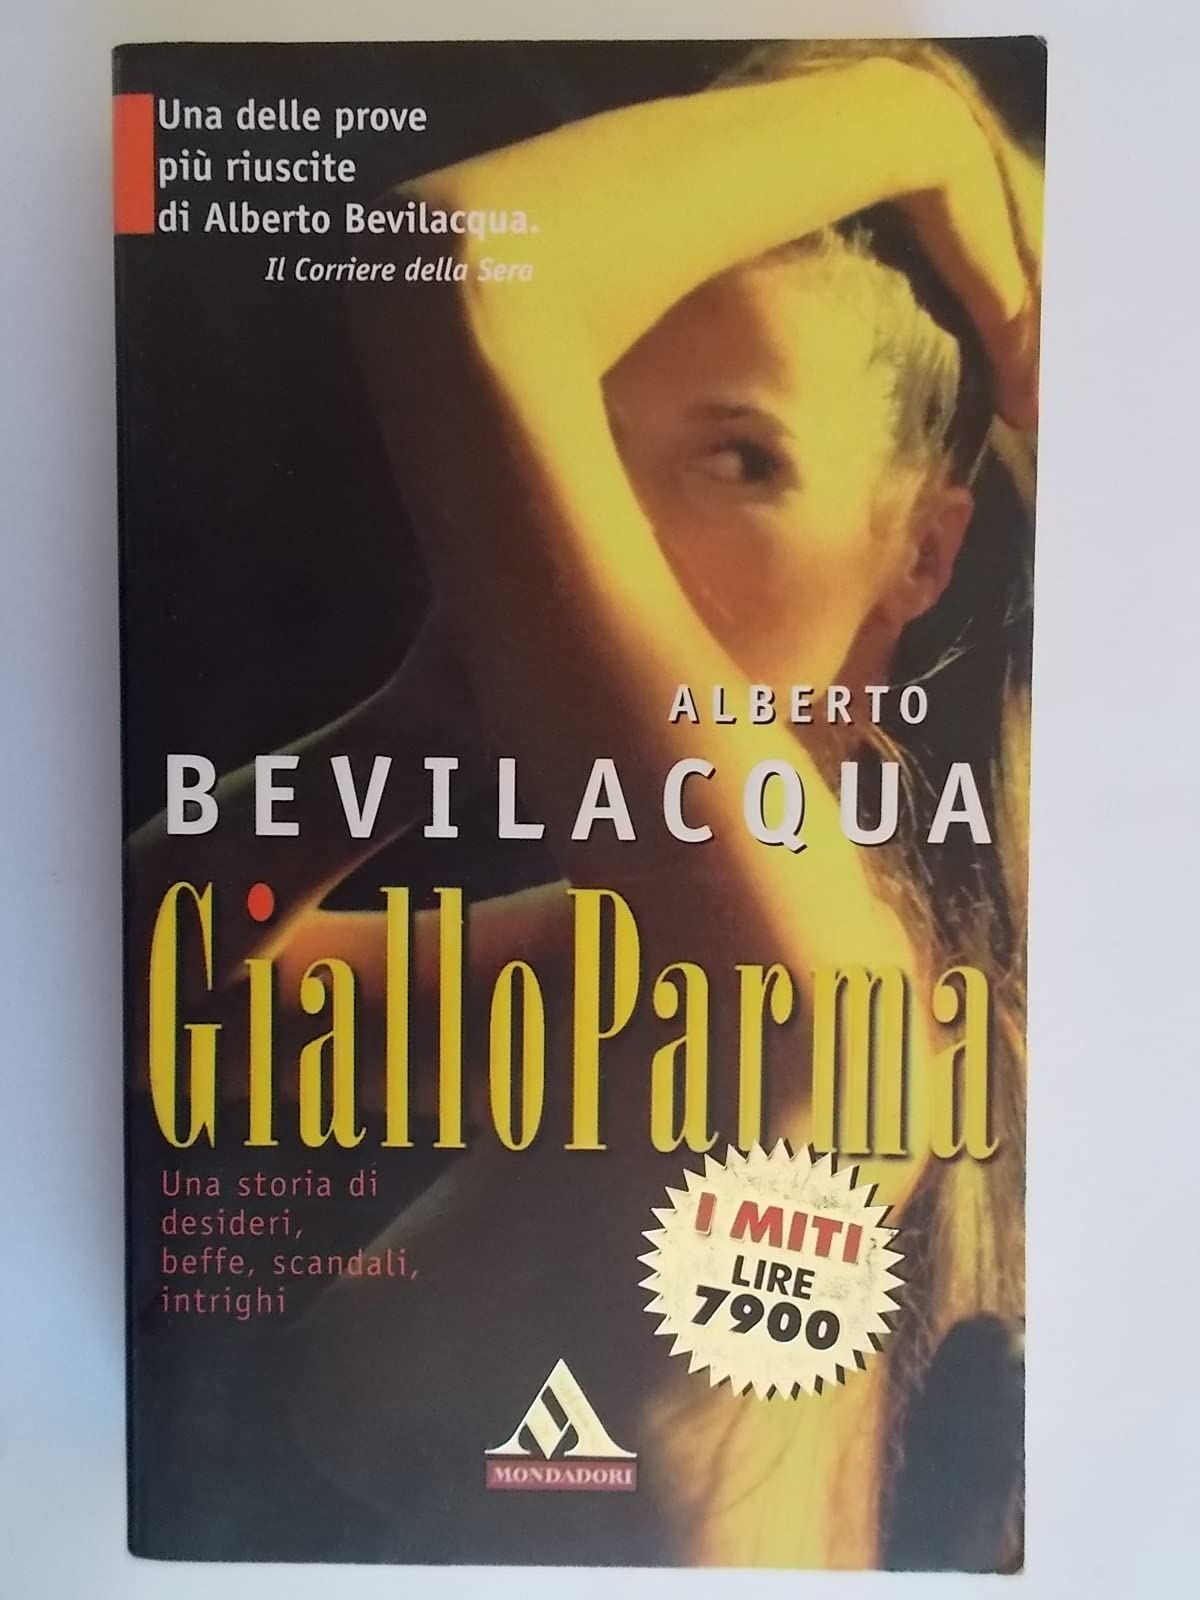 Una delle prove
più riuscite
di Alberto Bevilacqua.
Il Corriere della Sera
ALBERTO
BEVILACQUA
GialloParma
Una storia di
desideri,
beffe, scandali,
intrighi
I MITI
LIRE
7900
MONDADORI